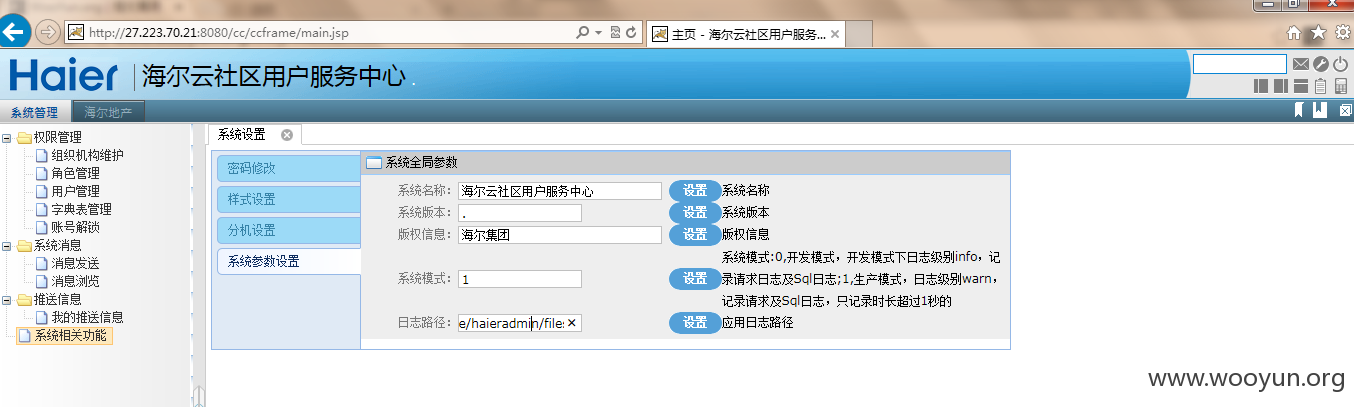 http://27.223.70.21:8080/cc/ccframe/main.jsp
主页 - 海尔云社区用户服务...
Haier 海尔云社区用户服务中心 .
系统管理 海尔地产
权限管理
组织机构维护
角色管理
用户管理
字典表管理
账号解锁
系统消息
消息发送
消息浏览
推送信息
我的推送信息
系统相关功能
系统设置
密码修改
样式设置
分机设置
系统参数设置
系统全局参数
系统名称: 海尔云社区用户服务中心 设置 系统名称
系统版本: . 设置 系统版本
版权信息: 海尔集团 设置 版权信息
系统模式: 1 设置 系统模式:0,开发模式，开发模式下日志级别info，记
录请求日志及Sql日志;1,生产模式，日志级别warn，
记录请求及Sql日志，只记录时长超过1秒的
日志路径: e/haieradmin/files 设置 应用日志路径
www.wooyun.org